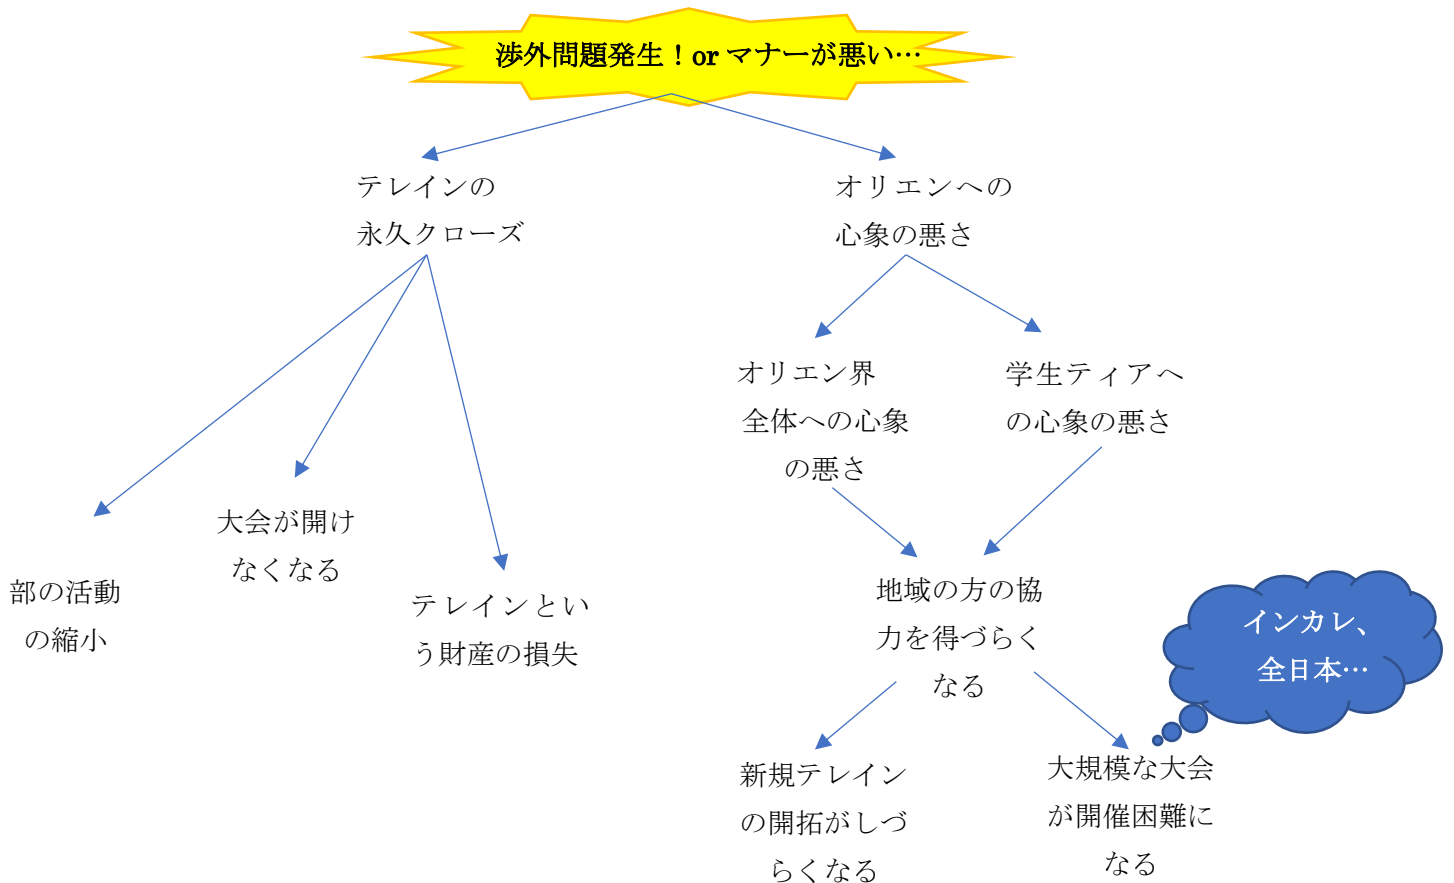 渉外問題発生！or マナーが悪い…
テレインの
永久クローズ
オリエンへの
心象の悪さ
オリエン界
全体への心象
の悪さ
学生ティアへ
の心象の悪さ
大会が開け
なくなる
部の活動
の縮小
テレインとい
う財産の損失
地域の方の協
力を得づらく
なる
インカレ、
全日本…
新規テレイン
の開拓がしづ
らくなる
大規模な大会
が開催困難に
なる